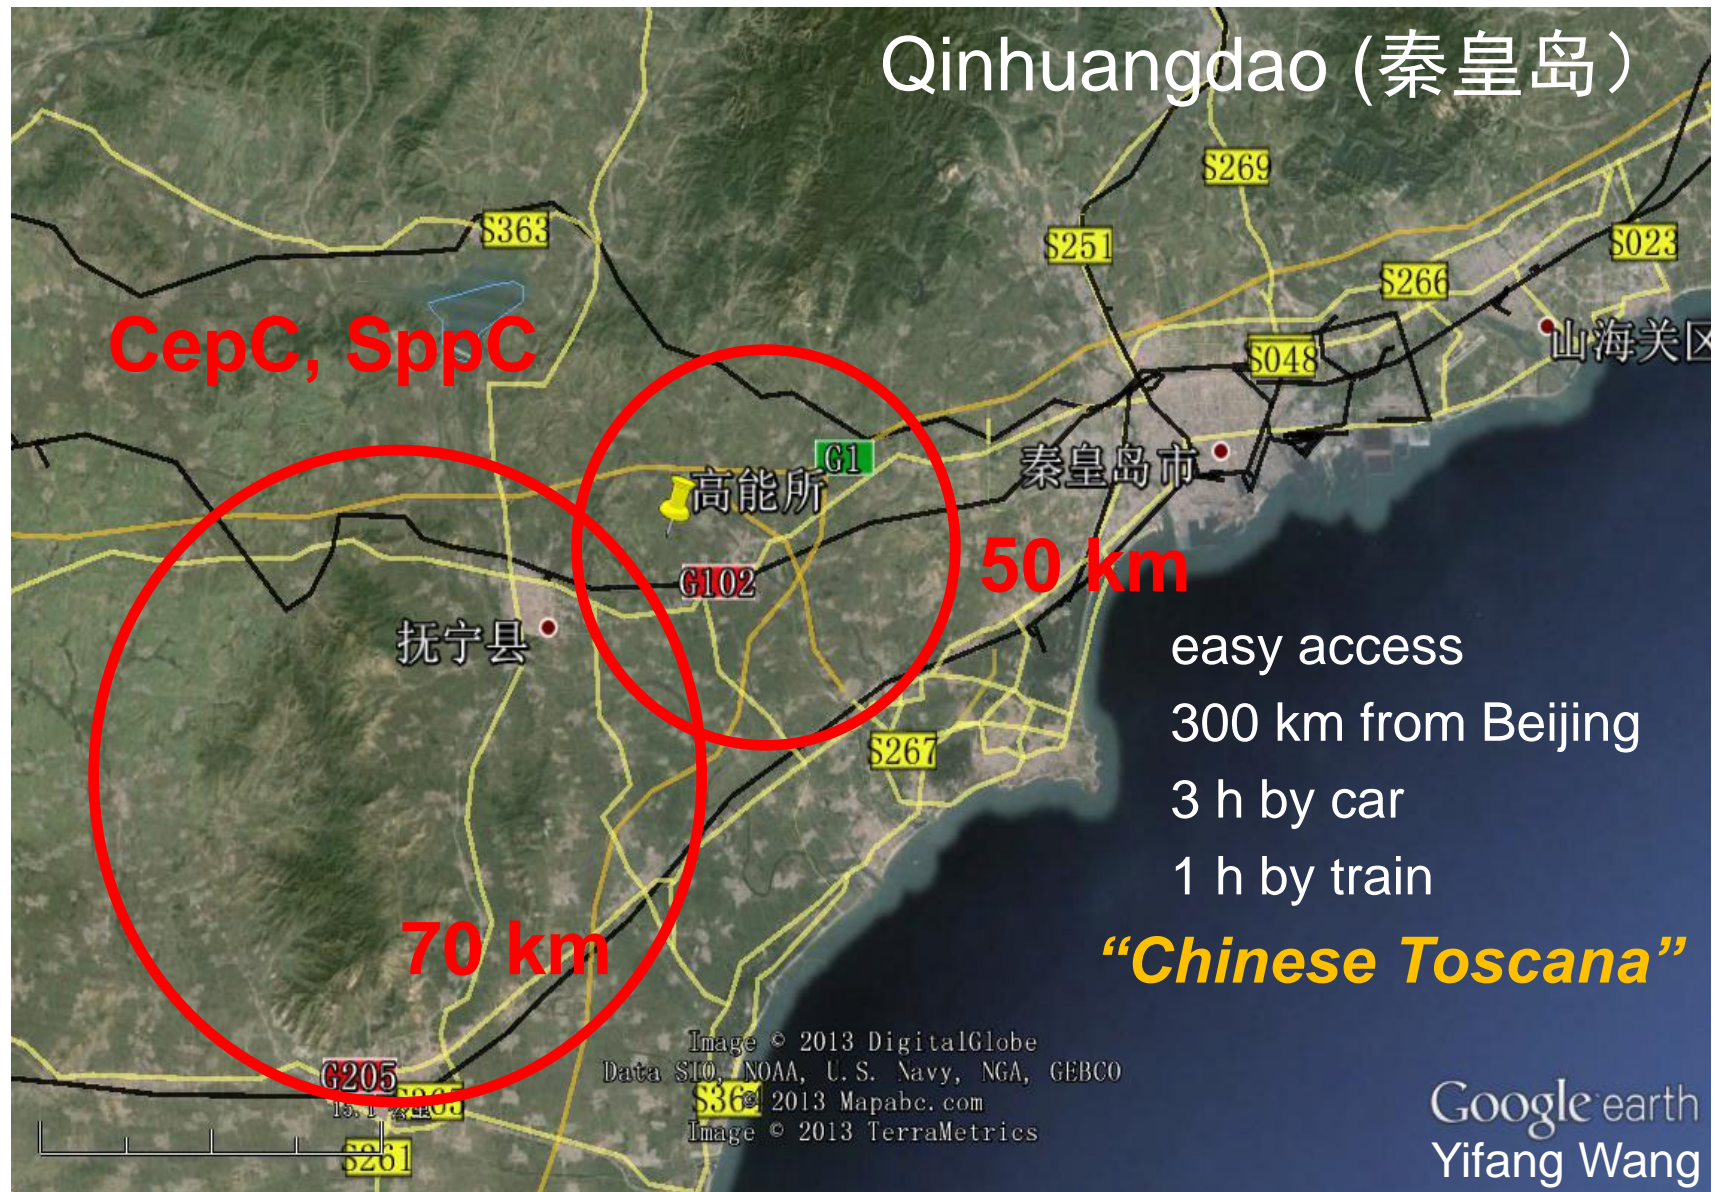 Qinhuangdao (秦皇岛）
S269
S363
S251
S023
S266
CepC, SppC
山海关区
S048
G1
秦皇岛市
高能所
50 km
G102
抚宁县
easy access
300 km from Beijing
S267
3 h by car
1 h by train
70 km
“Chinese Toscana”
Image © 2013 DigitalGlobe
Data SIO, NOAA, U.S. Navy, NGA, GEBCO
G205
S364
© 2013 Mapabc.com
Image © 2013 TerraMetrics
Google earth
S261
Yifang Wang